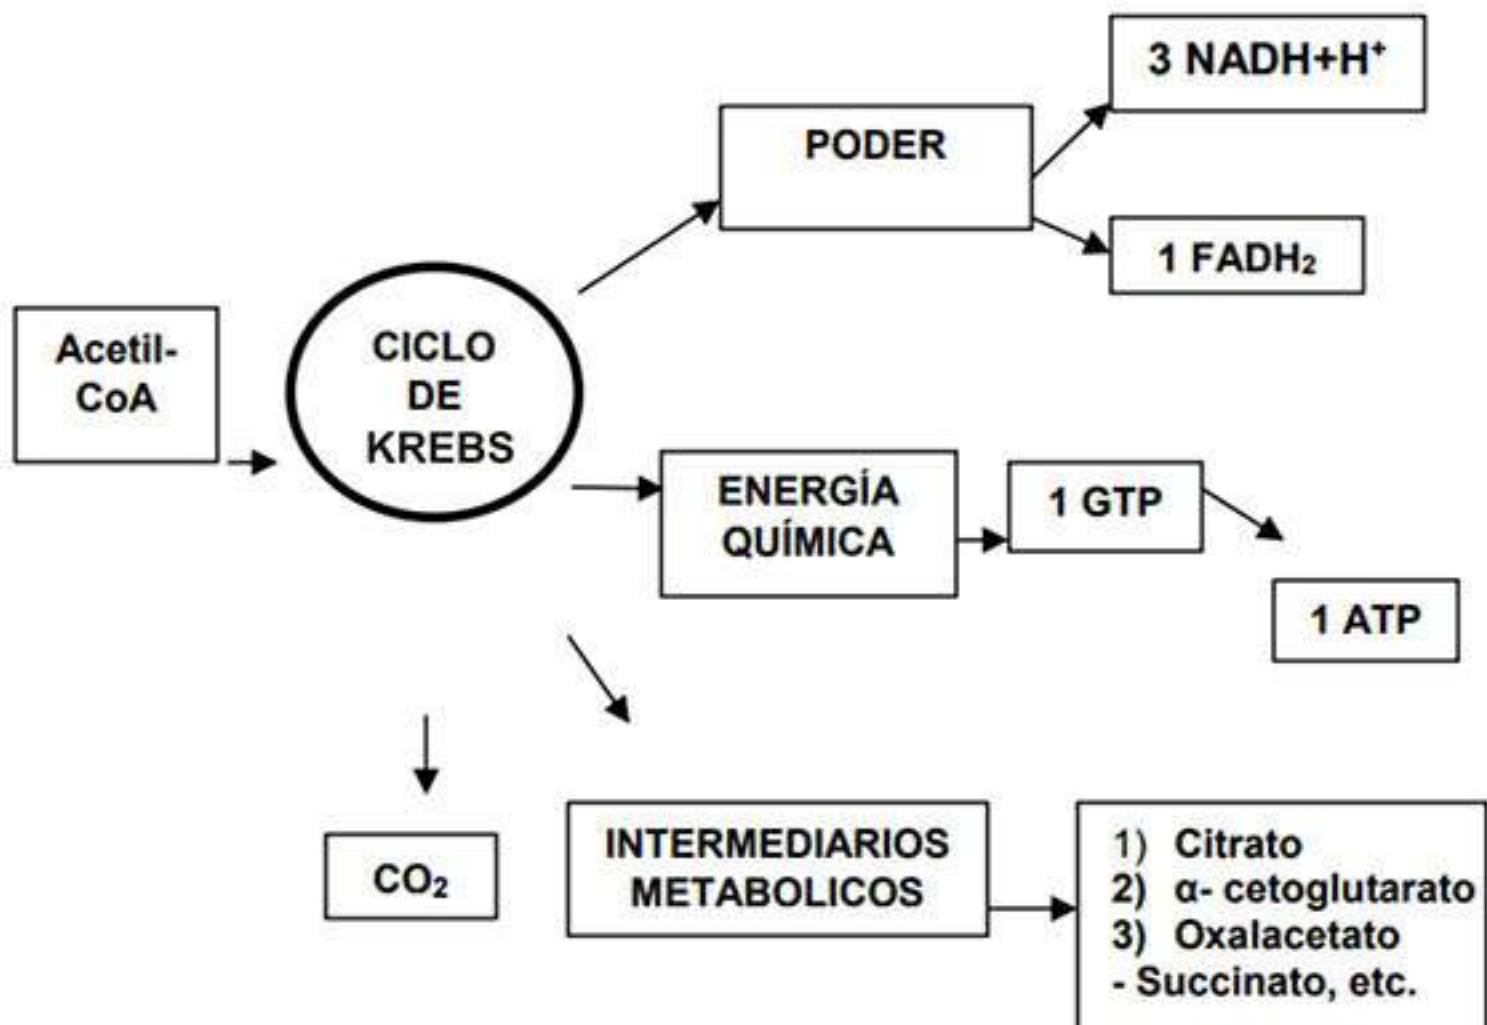 3 NADH+H⁺
PODER
1 FADH₂
Acetil-
CoA
CICLO
DE
KREBS
ENERGÍA
QUÍMICA
1 GTP
1 ATP
CO₂
INTERMEDIARIOS
METABOLICOS
1) Citrato
2) α- cetoglutarato
3) Oxalacetato
- Succinato, etc.